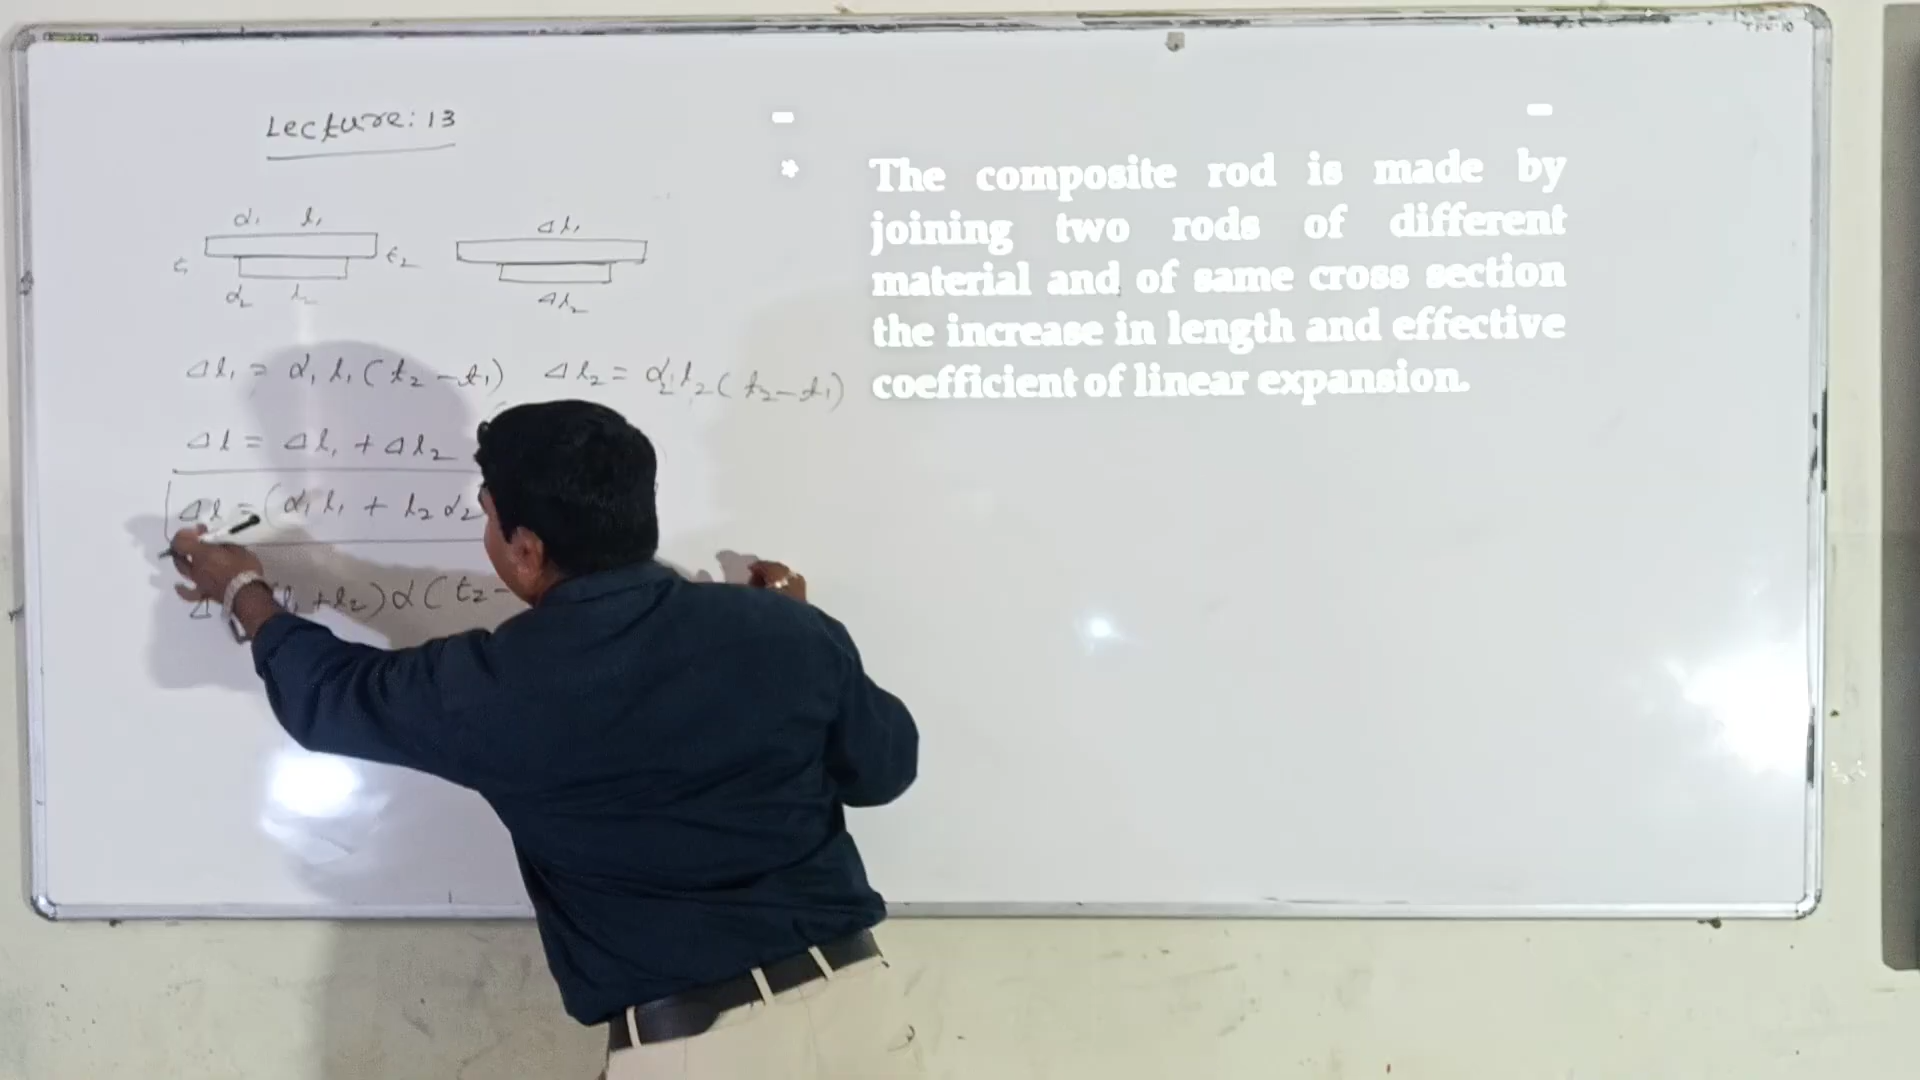 Lecture: 13
α₁ l₁
Δl₁
t₁
t₂
α₂ l₂
Δl₂
Δl₁ = α₁ l₁ (t₂ - t₁) Δl₂ = α₂ l₂ (t₂ - t₁)
Δl = Δl₁ + Δl₂
Δl = (α₁ l₁ + l₂ α₂
+ l₂) α (t₂ -
* The composite rod is made by
joining two rods of different
material and of same cross section
the increase in length and effective
coefficient of linear expansion.